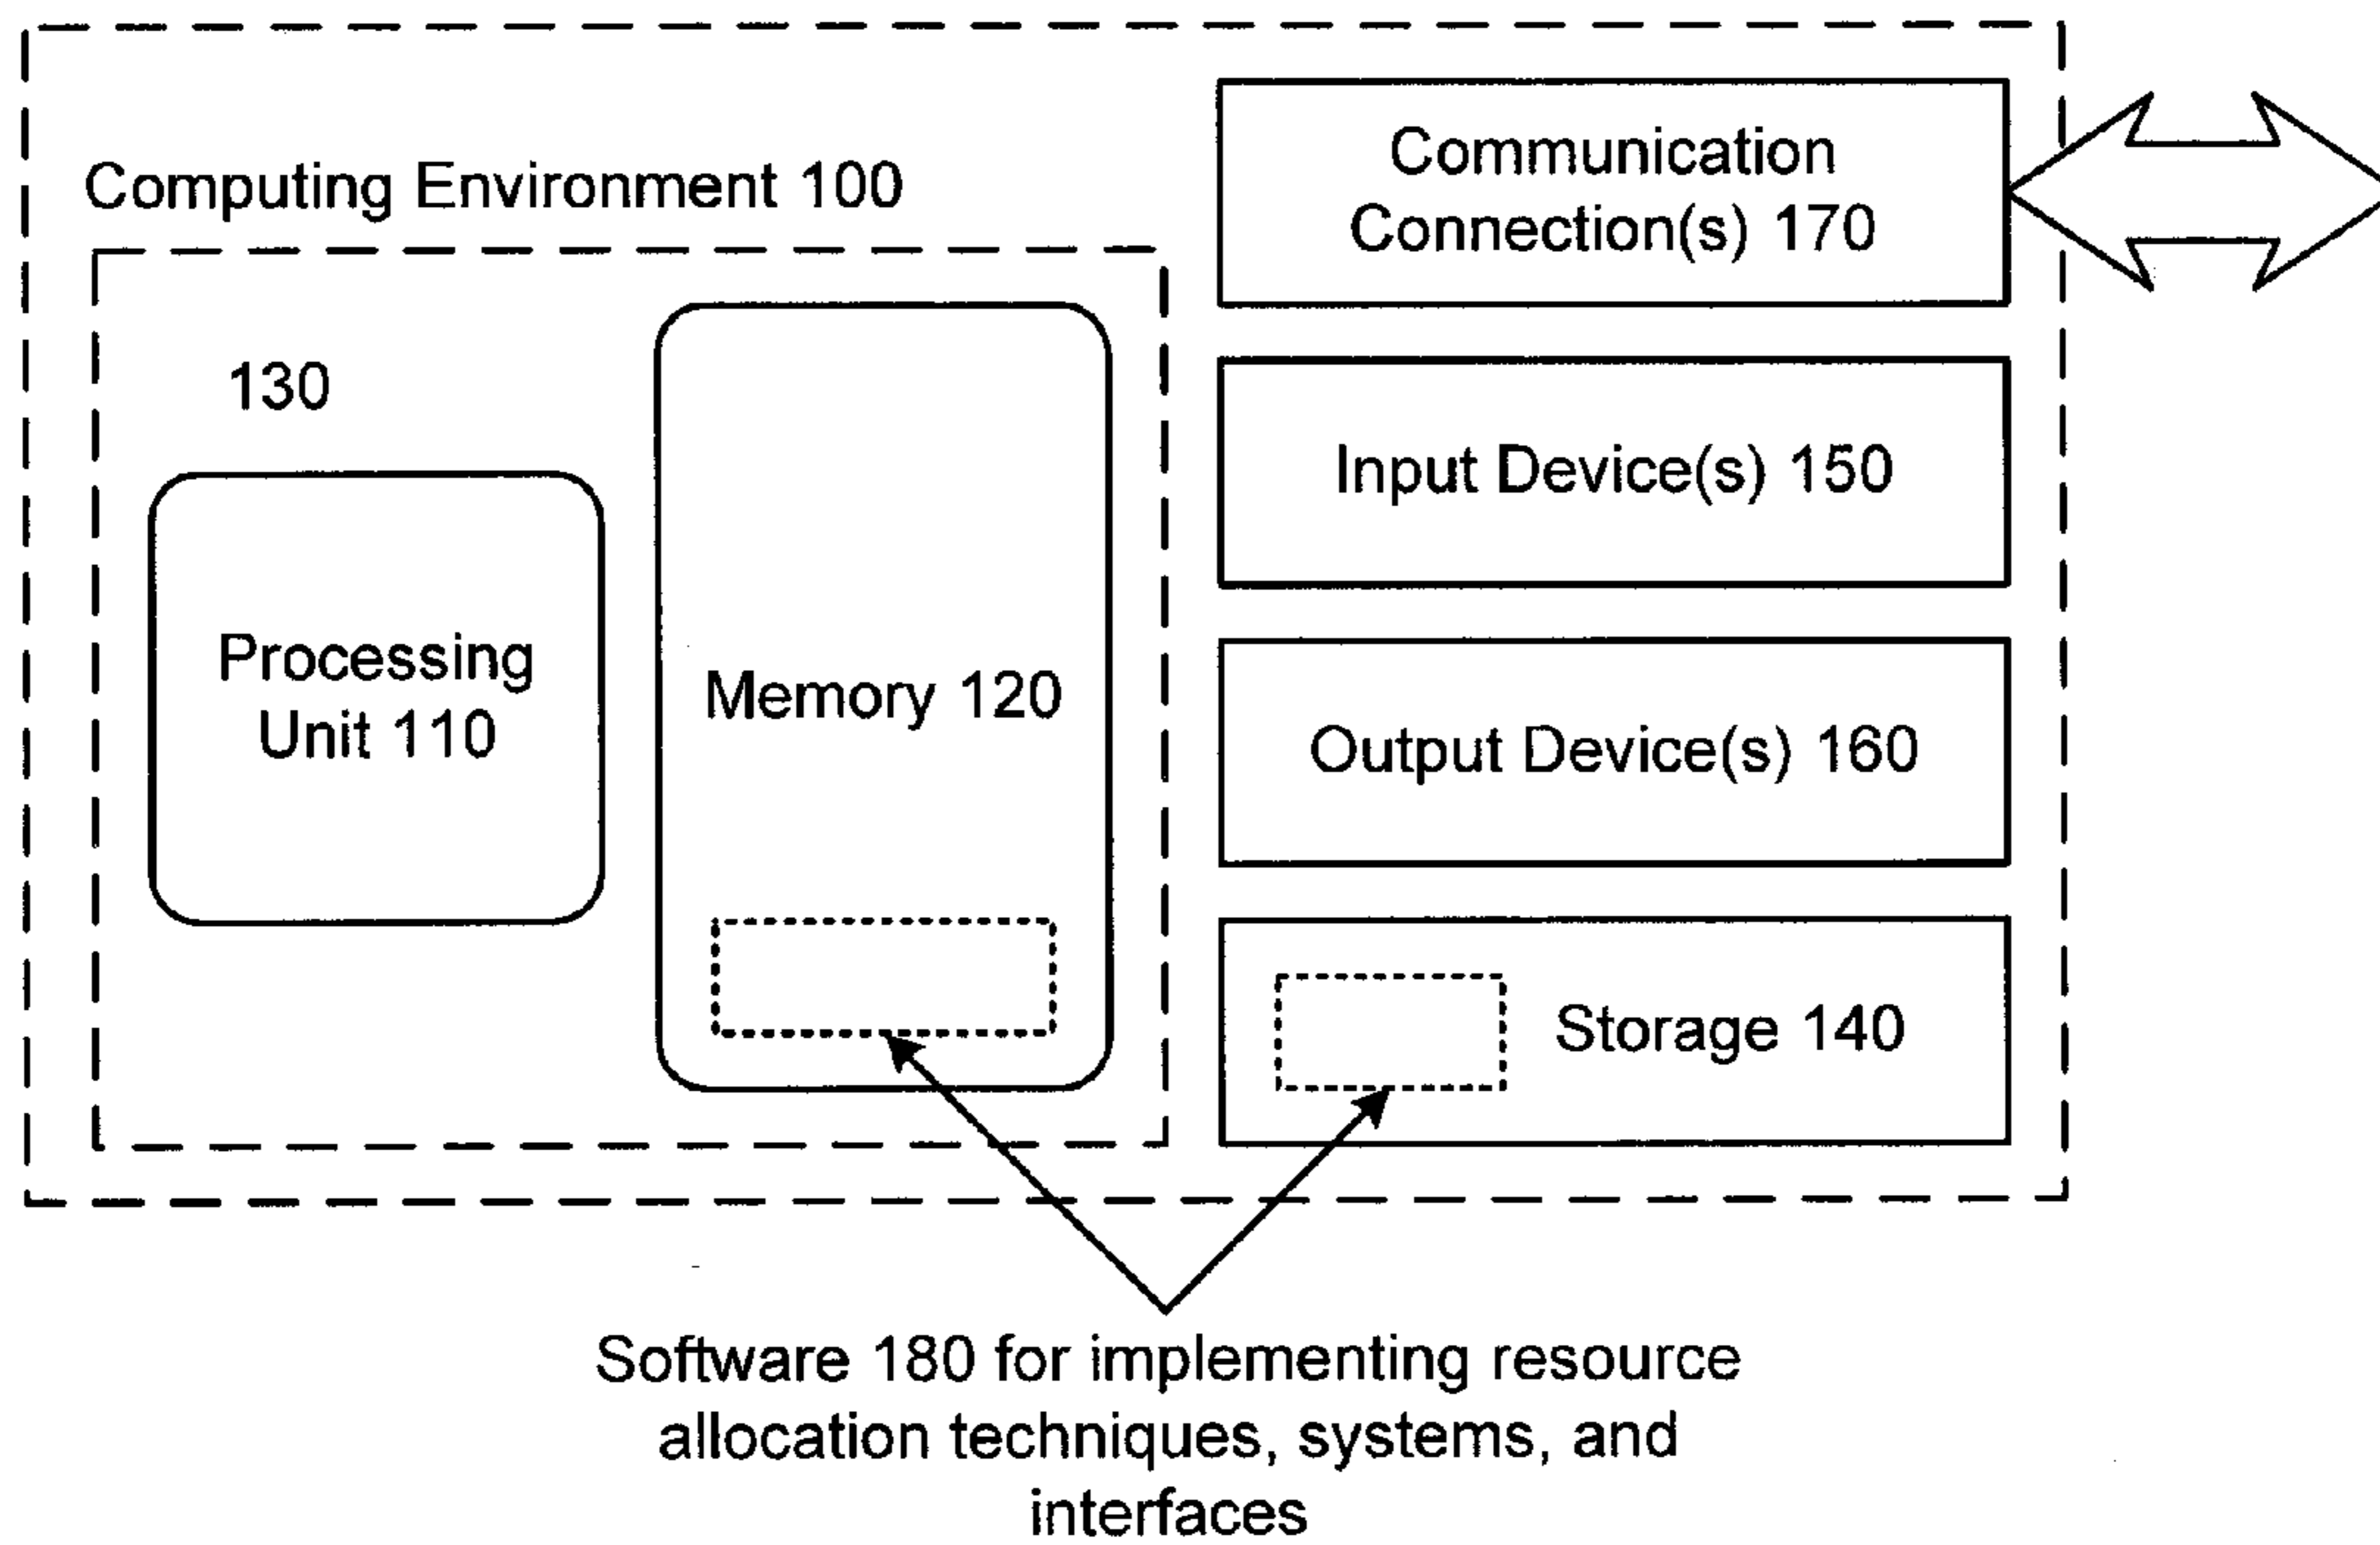 Computing Environment 100
130
Processing
Unit 110
Memory 120
Communication
Connection(s) 170
Input Device(s) 150
Output Device(s) 160
Storage 140
Software 180 for implementing resource
allocation techniques, systems, and
interfaces